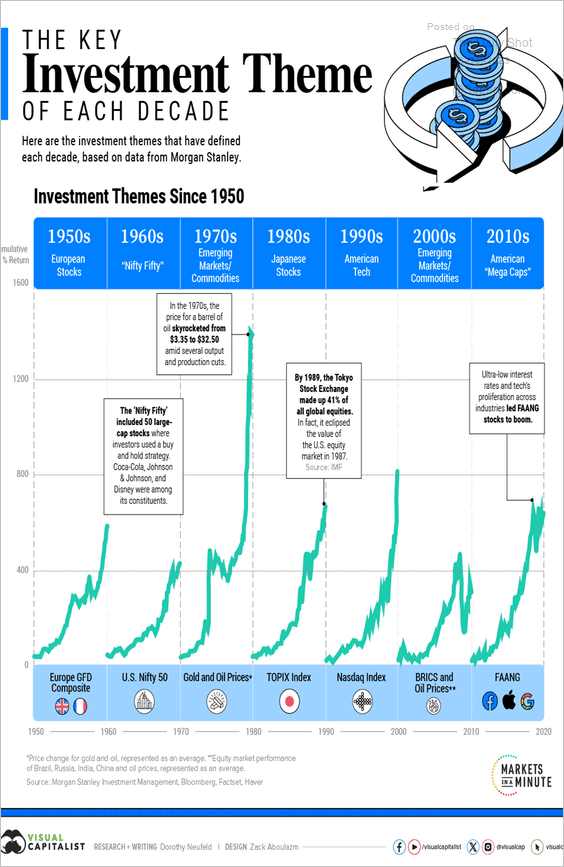 Posted on
Shot
THE KEY
Investment Theme
OF EACH DECADE
Here are the investment themes that have defined
each decade, based on data from Morgan Stanley.
Investment Themes Since 1950
mulative
% Return
1950s
European
Stocks
1960s
“Nifty Fifty”
1970s
Emerging
Markets/
Commodities
1980s
Japanese
Stocks
1990s
American
Tech
2000s
Emerging
Markets/
Commodities
2010s
American
“Mega Caps”
1600
1200
800
400
0
The ‘Nifty Fifty’
included 50 large-
cap stocks where
investors used a buy
and hold strategy.
Coca-Cola, Johnson
& Johnson, and
Disney were among
its constituents.
In the 1970s, the
price for a barrel of
oil skyrocketed from
$3.35 to $32.50
amid several output
and production cuts.
By 1989, the Tokyo
Stock Exchange
made up 41% of
all global equities.
In fact, it eclipsed
the value of
the U.S. equity
market in 1987.
Source: IMF
Ultra-low interest
rates and tech's
proliferation across
industries led FAANG
stocks to boom.
Europe GFD
Composite
U.S. Nifty 50
Gold and Oil Prices*
TOPIX Index
Nasdaq Index
BRICS and
Oil Prices**
FAANG
1950 1960 1970 1980 1990 2000 2010 2020
*Price change for gold and oil, represented as an average. **Equity market performance
of Brazil, Russia, India, China and oil prices, represented as an average.
Source: Morgan Stanley Investment Management, Bloomberg, Factset, Haver
MARKETS
IN A
MINUTE
VISUAL
CAPITALIST
RESEARCH + WRITING Dorothy Neufeld | DESIGN Zack Aboulazm
/visualcapitalist
@visualcap
visualc